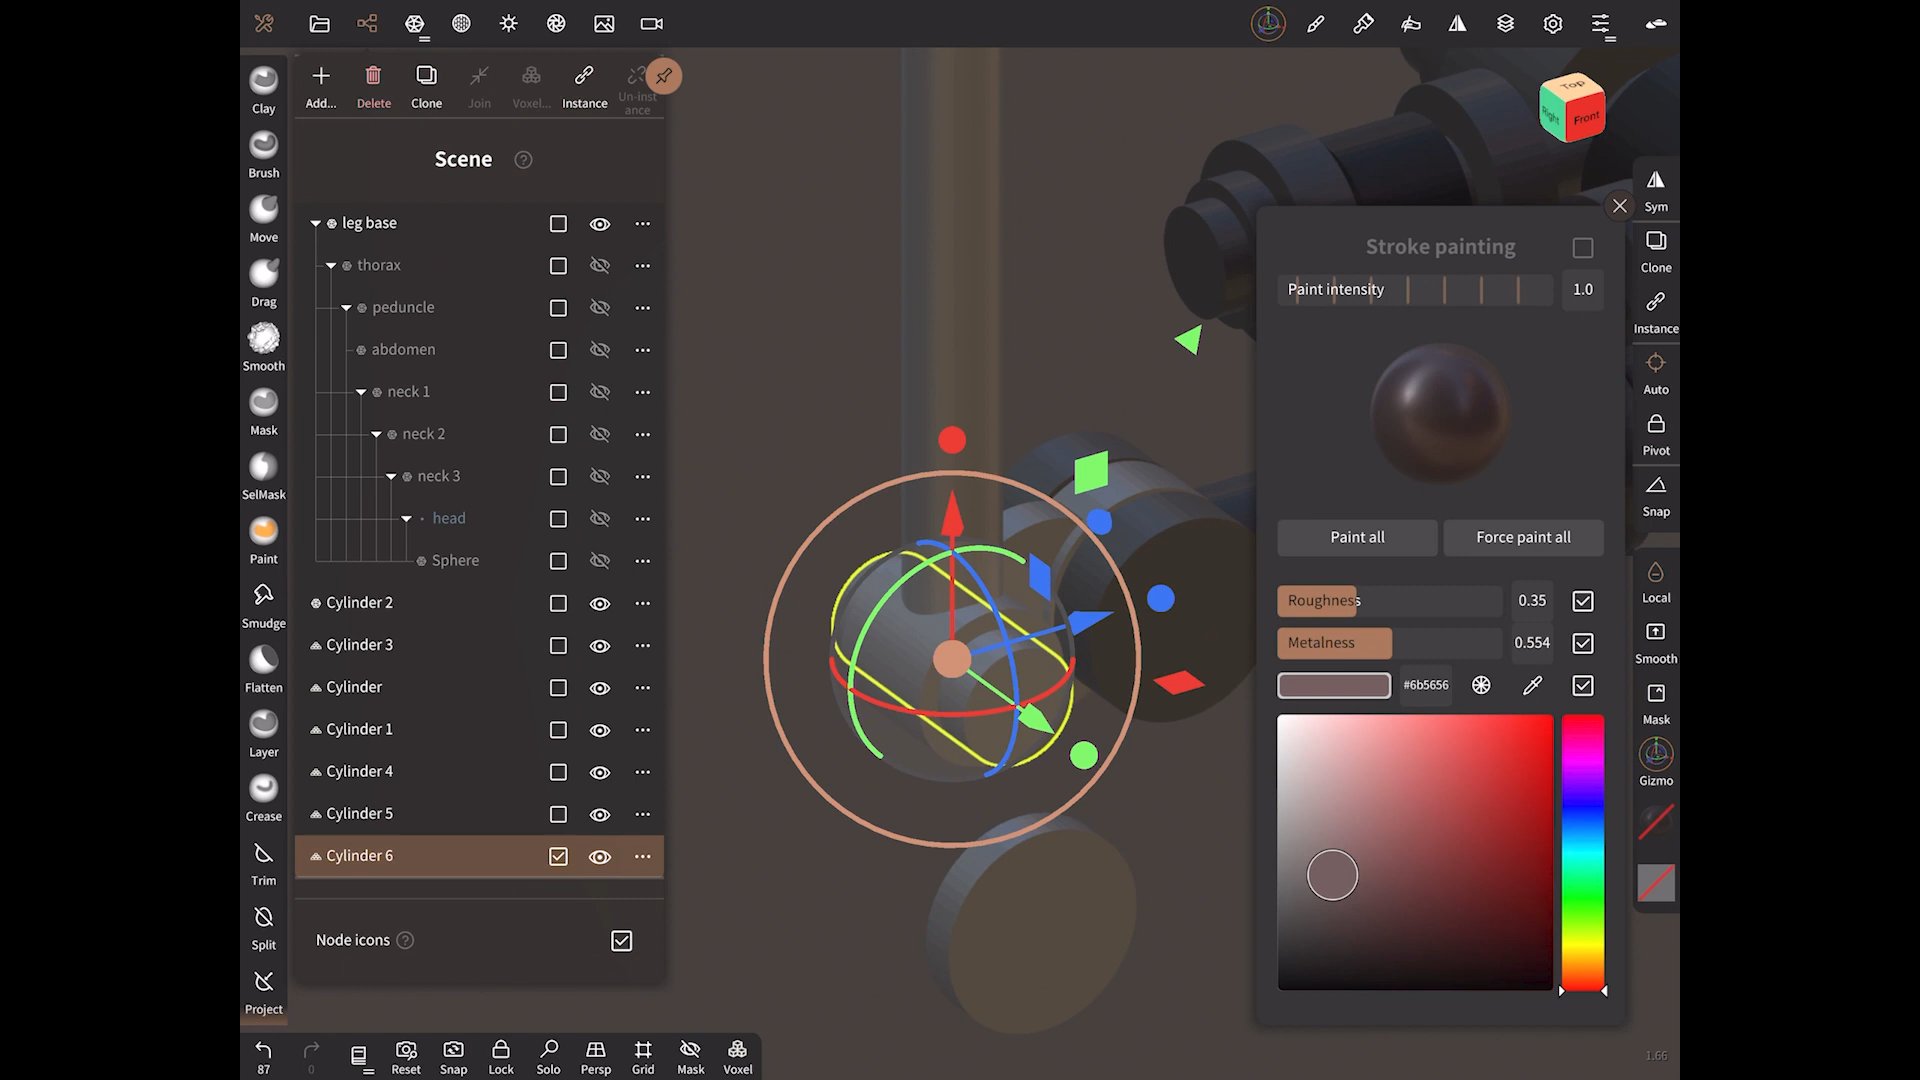 Add...
Delete
Clone
Join
Voxel...
Instance
Un-inst
ance
Scene ?
leg base
thorax
peduncle
abdomen
neck 1
neck 2
neck 3
head
Sphere
Cylinder 2
Cylinder 3
Cylinder
Cylinder 1
Cylinder 4
Cylinder 5
Cylinder 6
Node icons ?
Clay
Brush
Move
Drag
Smooth
Mask
SelMask
Paint
Smudge
Flatten
Layer
Crease
Trim
Split
Project
87
0
Reset
Snap
Lock
Solo
Persp
Grid
Mask
Voxel
Top
Right
Front
Stroke painting
Paint intensity 1.0
Paint all
Force paint all
Roughness 0.35
Metalness 0.554
#6b5656
Sym
Clone
Instance
Auto
Pivot
Snap
Local
Smooth
Mask
Gizmo
1.66